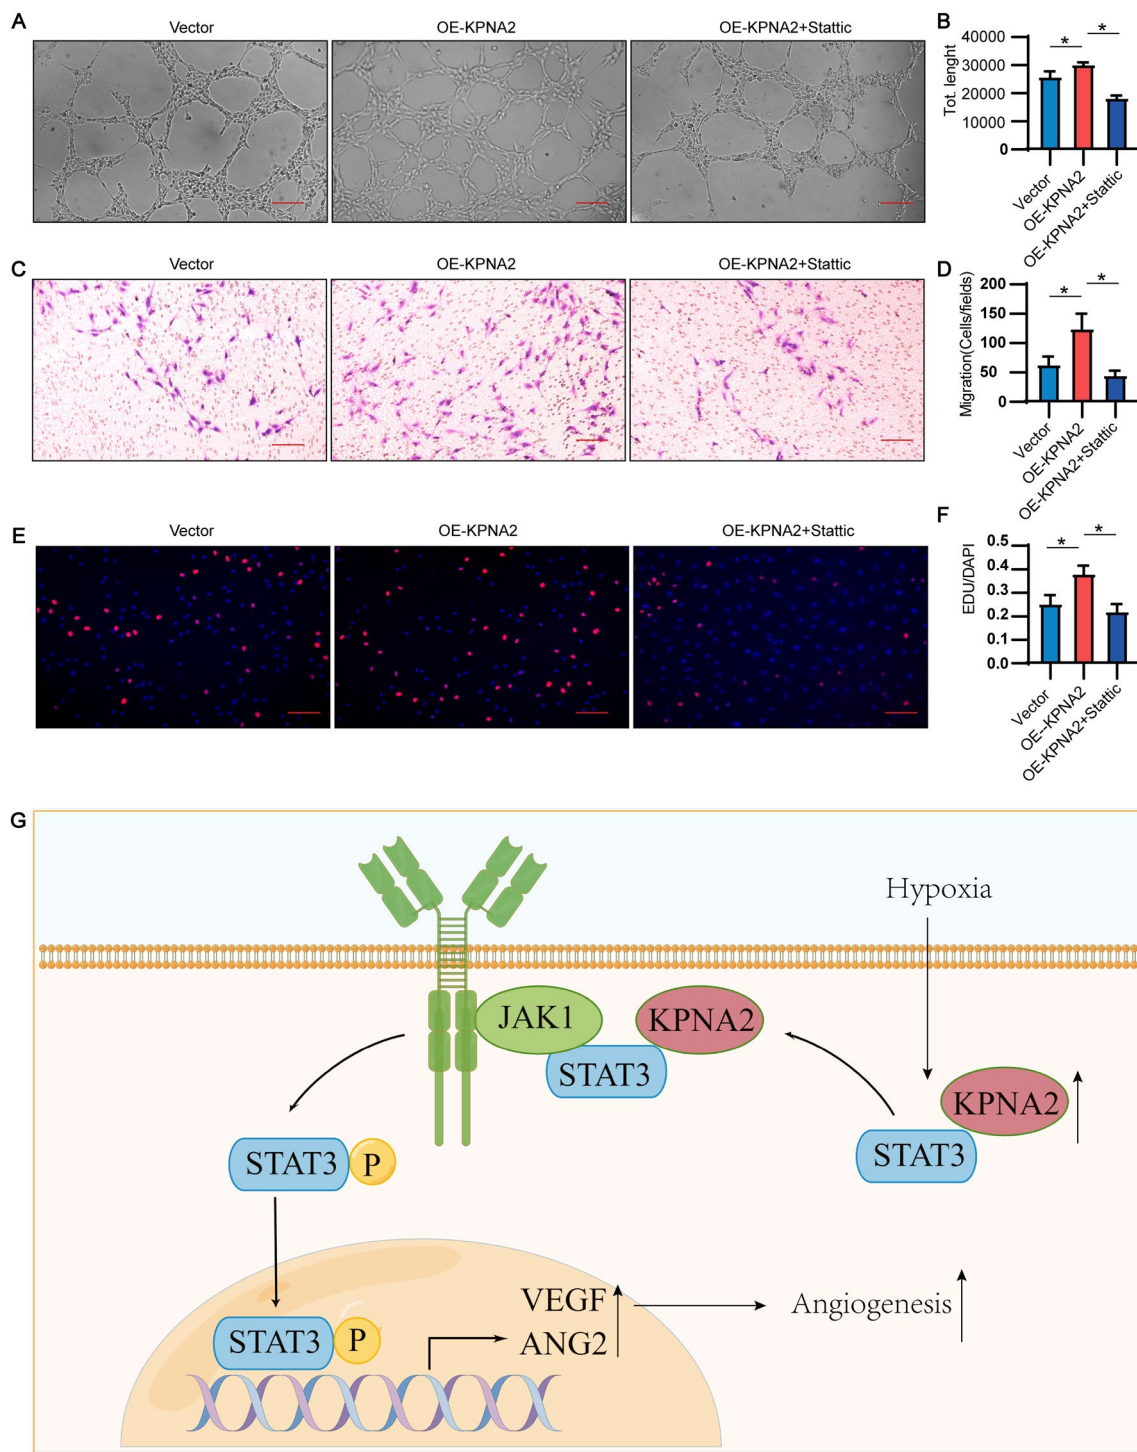 A
Vector
OE-KPNA2
OE-KPNA2+Stattic
B
Tot. lenght
40000
30000
20000
10000
0
*
*
Vector
OE-KPNA2
OE-KPNA2+Stattic
C
Vector
OE-KPNA2
OE-KPNA2+Stattic
D
Migration(Cells/fields)
200
150
100
50
0
*
*
Vector
OE-KPNA2
OE-KPNA2+Stattic
E
Vector
OE-KPNA2
OE-KPNA2+Stattic
F
EDU/DAPI
0.5
0.4
0.3
0.2
0.1
0.0
*
*
Vector
OE--KPNA2
OE-KPNA2+Stattic
G
Hypoxia
JAK1
KPNA2
STAT3
KPNA2
STAT3
STAT3
P
STAT3
P
VEGF
ANG2
Angiogenesis